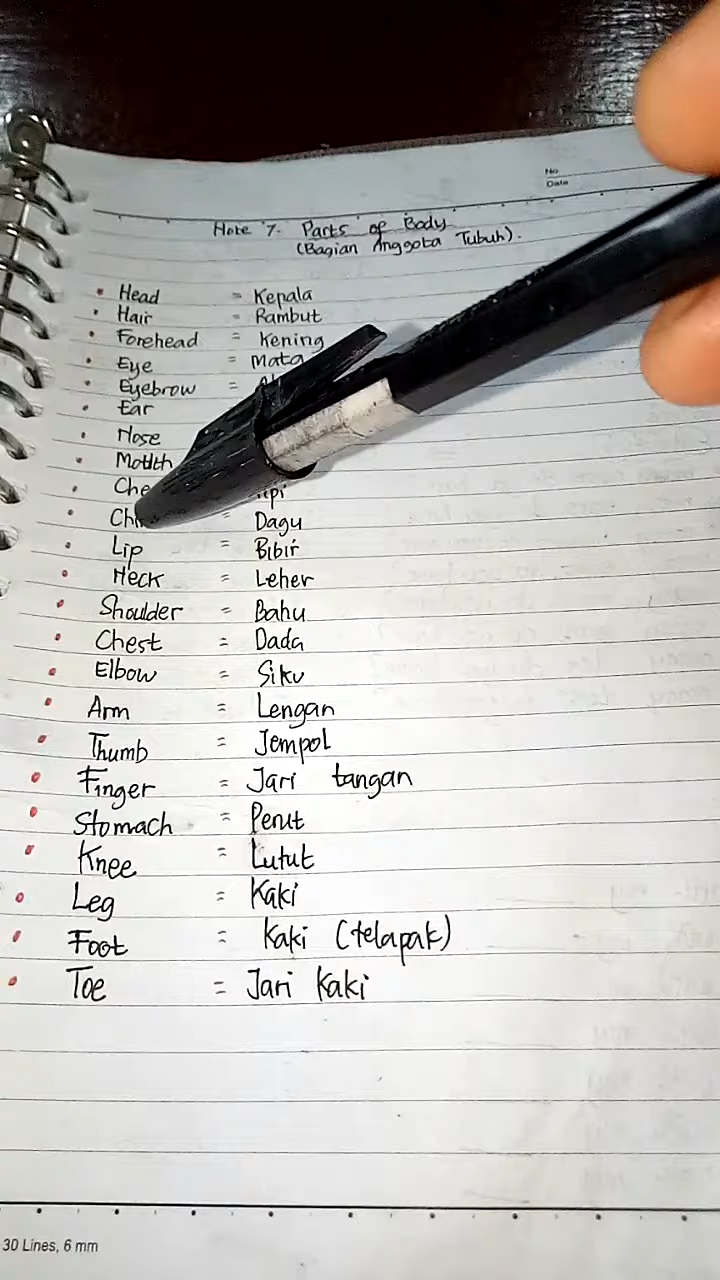 No
Date
Note 7. Parts of Body
(Bagian Anggota Tubuh).
• Head = Kepala
• Hair = Rambut
• Forehead = Kening
• Eye = Mata
• Eyebrow =
• Ear
• Nose
• Mouth
•
• = Dagu
• Lip = Bibir
• Neck = Leher
• Shoulder = Bahu
• Chest = Dada
• Elbow = Siku
• Arm = Lengan
• Thumb = Jempol
• Finger = Jari tangan
• Stomach = Perut
• Knee = Lutut
• Leg = Kaki
• Foot = Kaki (telapak)
• Toe = Jari Kaki
30 Lines, 6 mm